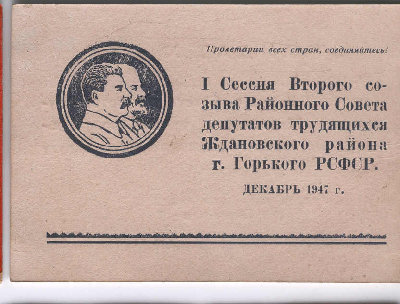 Пролетарии всех стран, соединяйтесь!
I Сессия Второго со-
зыва Районного Совета
депутатов трудящихся
Ждановского района
г. Горького РСФСР.
ДЕКАБРЬ 1947 г.